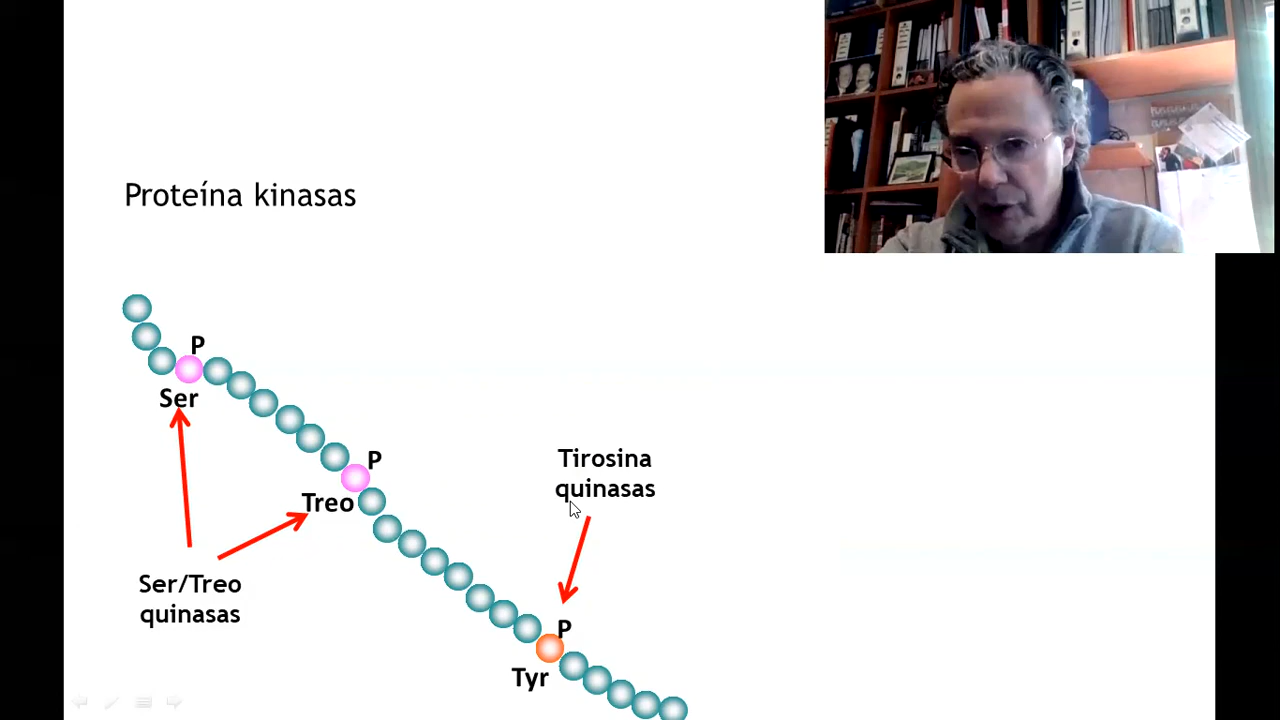 Proteína kinasas
P
Ser
P
Treo
Tirosina
quinasas
Ser/Treo
quinasas
P
Tyr